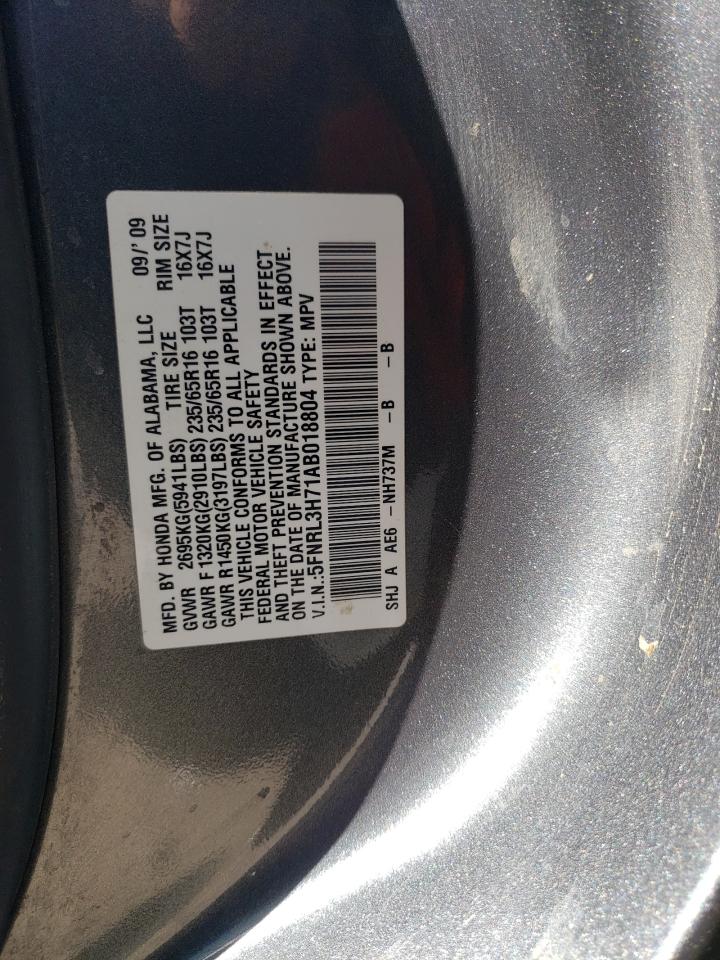 MFD. BY HONDA MFG. OF ALABAMA, LLC 09/' 09
GVWR 2695KG(5941LBS) TIRE SIZE RIM SIZE
GAWR F 1320KG(2910LBS) 235/65R16 103T 16X7J
GAWR R1450KG(3197LBS) 235/65R16 103T 16X7J
THIS VEHICLE CONFORMS TO ALL APPLICABLE
FEDERAL MOTOR VEHICLE SAFETY
AND THEFT PREVENTION STANDARDS IN EFFECT
ON THE DATE OF MANUFACTURE SHOWN ABOVE.
V.I.N.:5FNRL3H71AB018804 TYPE: MPV
SHJ A AE6 -NH737M -B -B